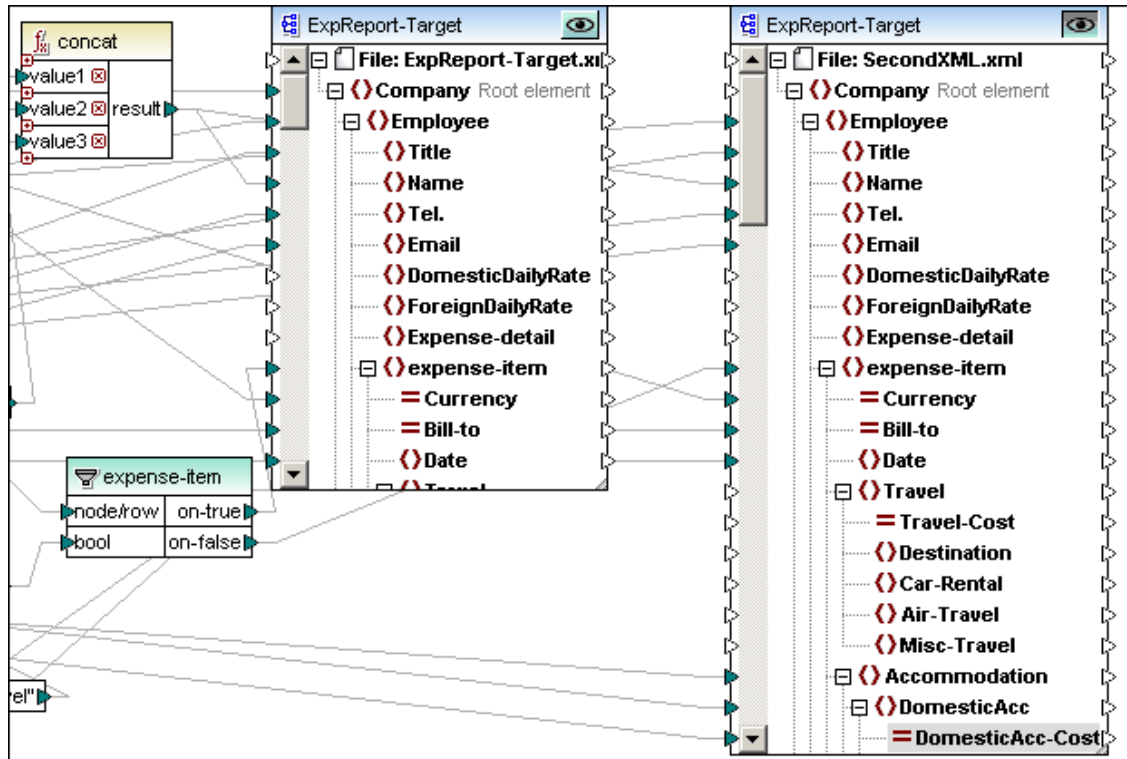 concat
value1
value2 result
value3
ExpReport-Target
File: ExpReport-Target.x
Company Root element
Employee
Title
Name
Tel.
Email
DomesticDailyRate
ForeignDailyRate
Expense-detail
expense-item
Currency
Bill-to
Date
Travel
expense-item
node/row on-true
bool on-false
el"
ExpReport-Target
File: SecondXML.xml
Company Root element
Employee
Title
Name
Tel.
Email
DomesticDailyRate
ForeignDailyRate
Expense-detail
expense-item
Currency
Bill-to
Date
Travel
Travel-Cost
Destination
Car-Rental
Air-Travel
Misc-Travel
Accommodation
DomesticAcc
DomesticAcc-Cost